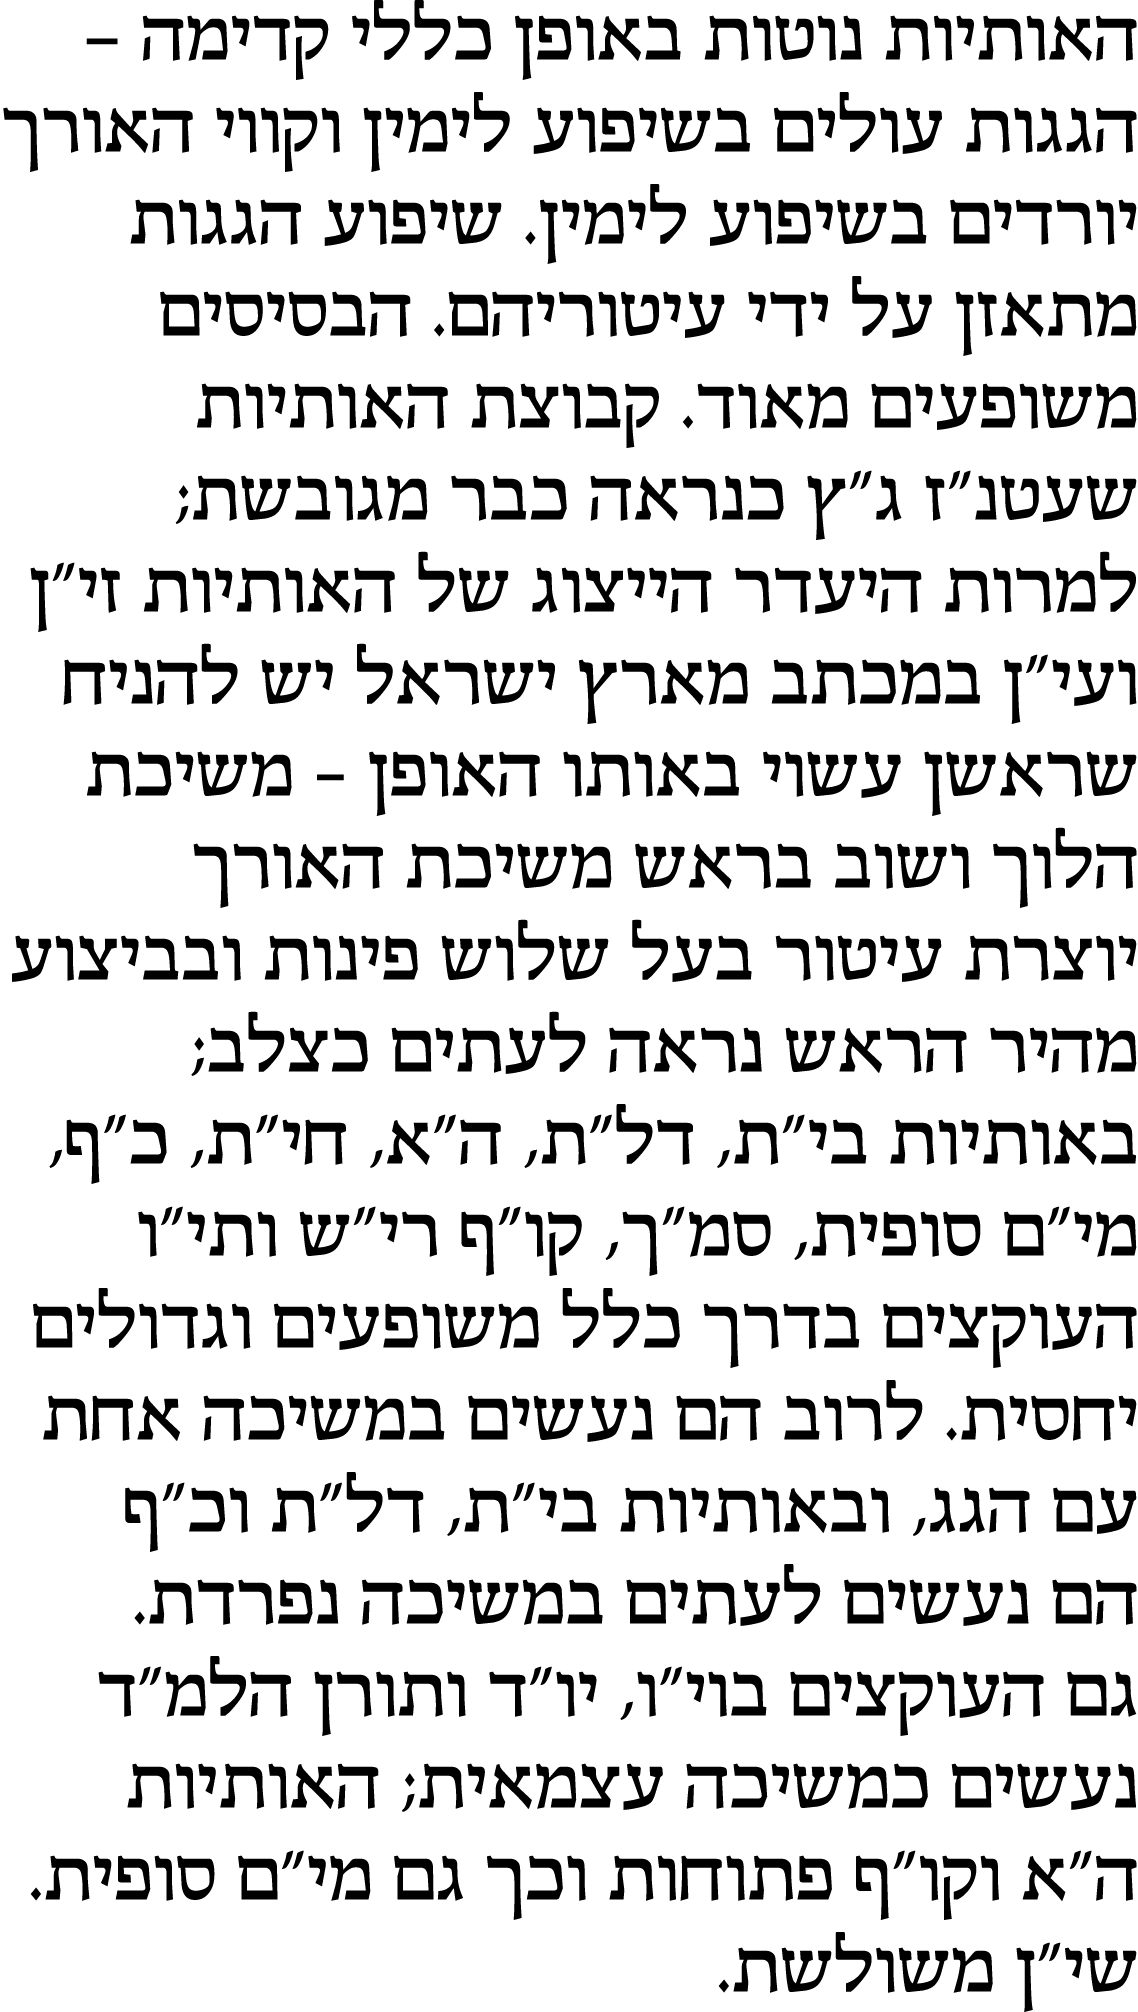 האותיות נוטות באופן כללי קדימה –
הגגות עולים בשיפוע לימין וקווי האורך
יורדים בשיפוע לימין. שיפוע הגגות
מתאזן על ידי עיטוריהם. הבסיסים
משופעים מאוד. קבוצת האותיות
שעטנ״ז ג״ץ כנראה כבר מגובשת;
למרות היעדר הייצוג של האותיות זי״ן
ועי״ן במכתב מארץ ישראל יש להניח
שראשן עשוי באותו האופן – משיכת
הלוך ושוב בראש משיכת האורך
יוצרת עיטור בעל שלוש פינות ובביצוע
מהיר הראש נראה לעתים כצלב;
באותיות בי״ת, דל״ת, ה״א, חי״ת, כ״ף,
מי״ם סופית, סמ״ך, קו״ף רי״ש ותי״ו
העוקצים בדרך כלל משופעים וגדולים
יחסית. לרוב הם נעשים במשיכה אחת
עם הגג, ובאותיות בי״ת, דל״ת וכ״ף
הם נעשים לעתים במשיכה נפרדת.
גם העוקצים בוי״ו, יו״ד ותורן הלמ״ד
נעשים כמשיכה עצמאית; האותיות
ה״א וקו״ף פתוחות וכך גם מי״ם סופית.
שי״ן משולשת.